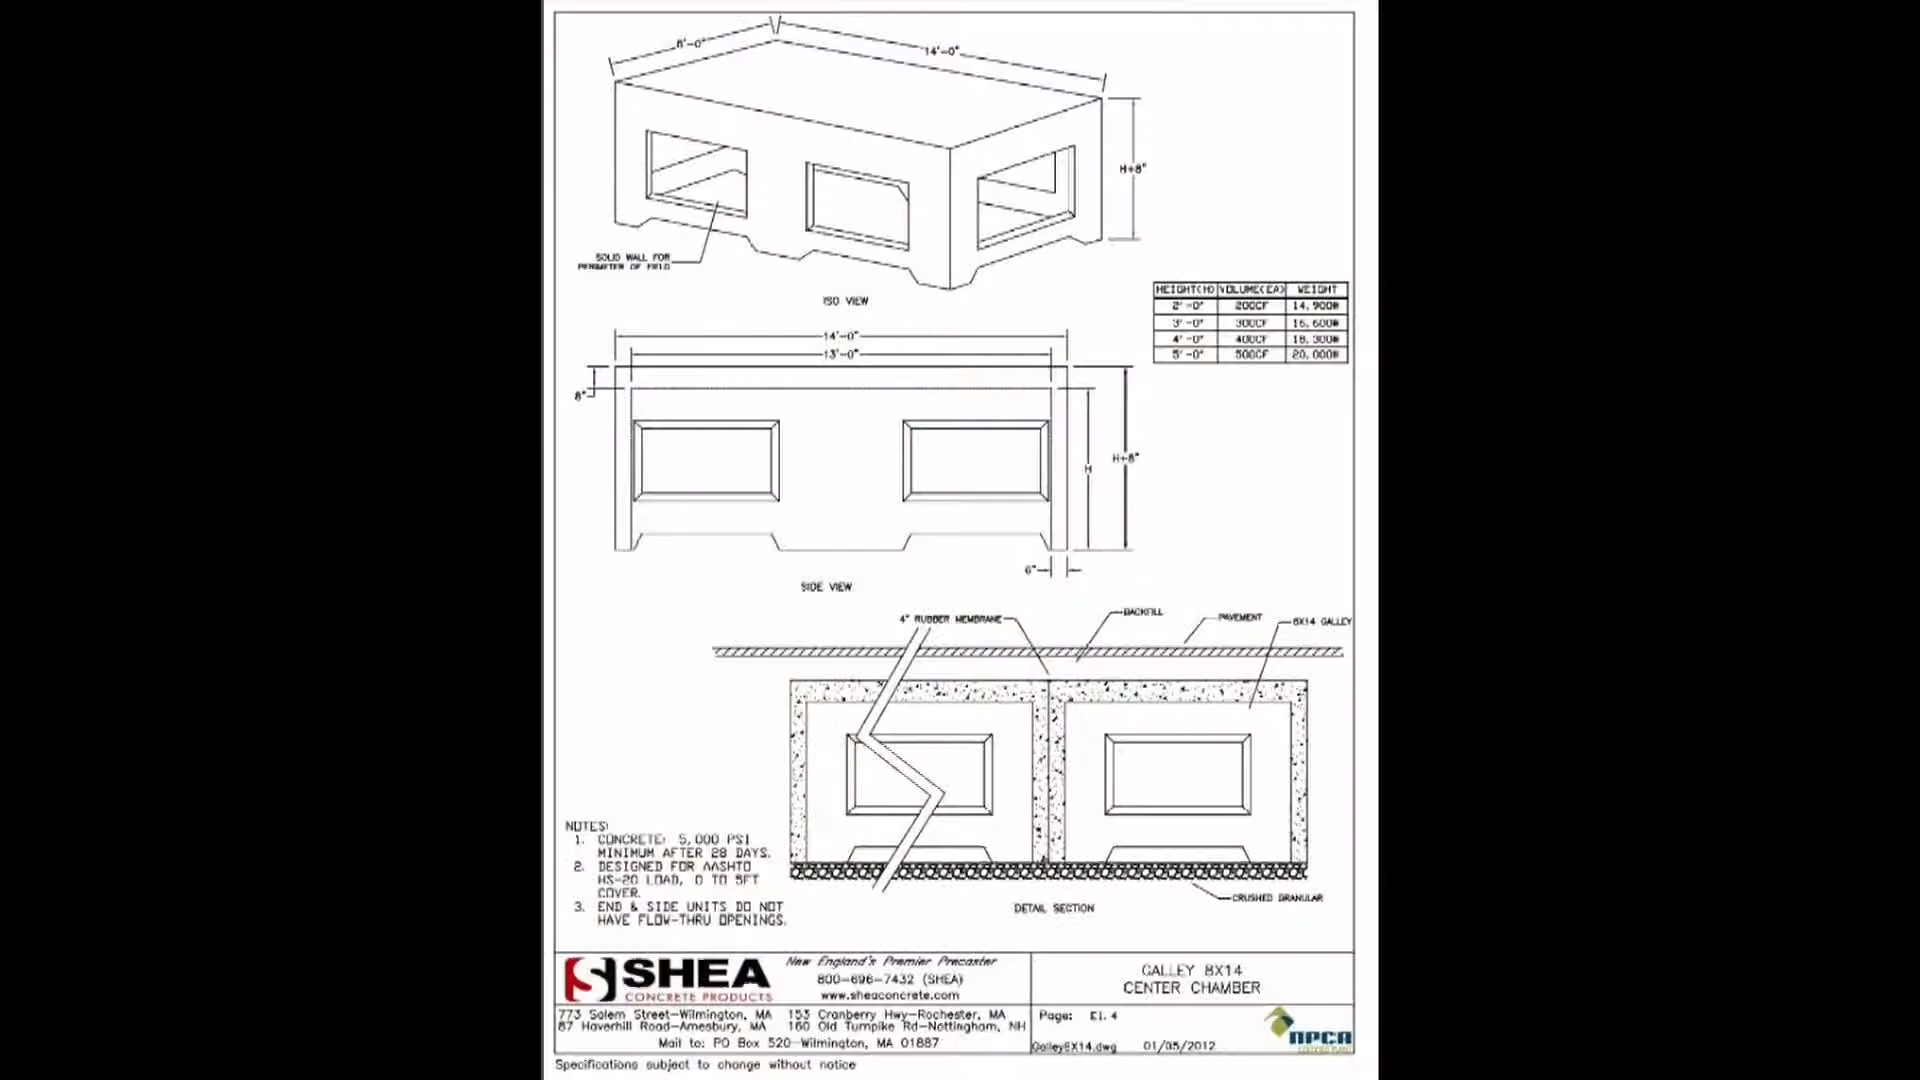 8'-0"
14'-0"
H+8"
SOLID WALL FOR
PERIMETER OF FIELD
ISO VIEW
HEIGHT(H) VOLUME(EA) WEIGHT
2'-0" 200CF 14,900#
3'-0" 300CF 16,600#
4'-0" 400CF 18,300#
5'-0" 500CF 20,000#
14'-0"
13'-0"
8"
H
H+8"
6"
SIDE VIEW
4" RUBBER MEMBRANE
BACKFILL
PAVEMENT
8X14 GALLEY
CRUSHED GRANULAR
DETAIL SECTION
NOTES:
1. CONCRETE: 5,000 PSI
MINIMUM AFTER 28 DAYS.
2. DESIGNED FOR AASHTO
HS-20 LOAD, 0 TO 5FT
COVER.
3. END & SIDE UNITS DO NOT
HAVE FLOW-THRU OPENINGS.
SHEA
CONCRETE PRODUCTS
New England's Premier Precaster
800-696-7432 (SHEA)
www.sheaconcrete.com
773 Salem Street-Wilmington, MA 153 Cranberry Hwy-Rochester, MA
87 Haverhill Road-Amesbury, MA 160 Old Turnpike Rd-Nottingham, NH
Mail to: PO Box 520-Wilmington, MA 01887
GALLEY 8X14
CENTER CHAMBER
Page: E1.4
Galley8X14.dwg 01/05/2012
NPCA
Specifications subject to change without notice